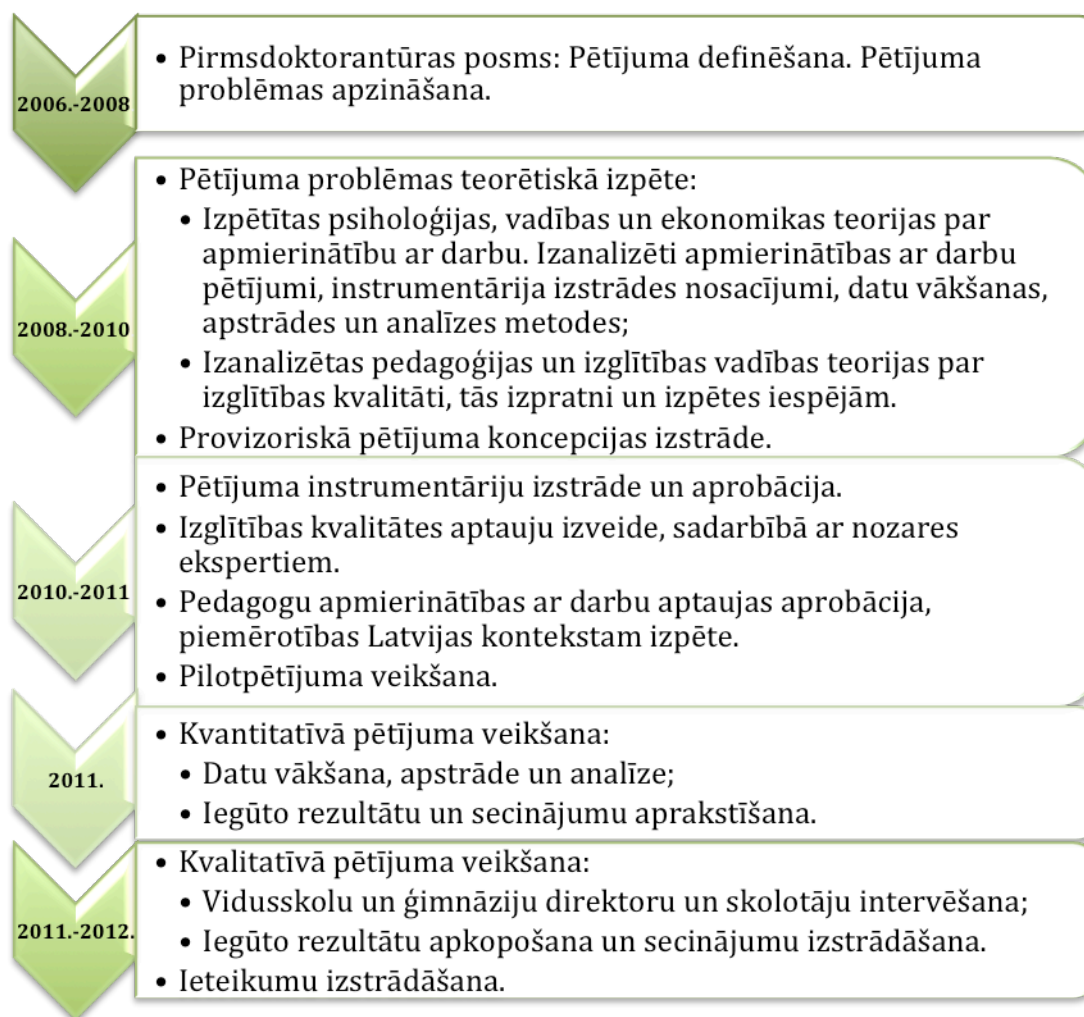 2006.-2008
• Pirmsdoktorantūras posms: Pētījuma definēšana. Pētījuma
problēmas apzināšana.
2008.-2010
• Pētījuma problēmas teorētiskā izpēte:
• Izpētītas psiholoģijas, vadības un ekonomikas teorijas par
apmierinātību ar darbu. Izanalizēti apmierinātības ar darbu
pētījumi, instrumentārija izstrādes nosacījumi, datu vākšanas,
apstrādes un analīzes metodes;
• Izanalizētas pedagoģijas un izglītības vadības teorijas par
izglītības kvalitāti, tās izpratni un izpētes iespējām.
• Provizoriskā pētījuma koncepcijas izstrāde.
2010.-2011
• Pētījuma instrumentāriju izstrāde un aprobācija.
• Izglītības kvalitātes aptauju izveide, sadarbībā ar nozares
ekspertiem.
• Pedagogu apmierinātības ar darbu aptaujas aprobācija,
piemērotības Latvijas kontekstam izpēte.
• Pilotpētījuma veikšana.
2011.
• Kvantitatīvā pētījuma veikšana:
• Datu vākšana, apstrāde un analīze;
• Iegūto rezultātu un secinājumu aprakstīšana.
2011.-2012.
• Kvalitatīvā pētījuma veikšana:
• Vidusskolu un ģimnāziju direktoru un skolotāju intervēšana;
• Iegūto rezultātu apkopošana un secinājumu izstrādāšana.
• Ieteikumu izstrādāšana.